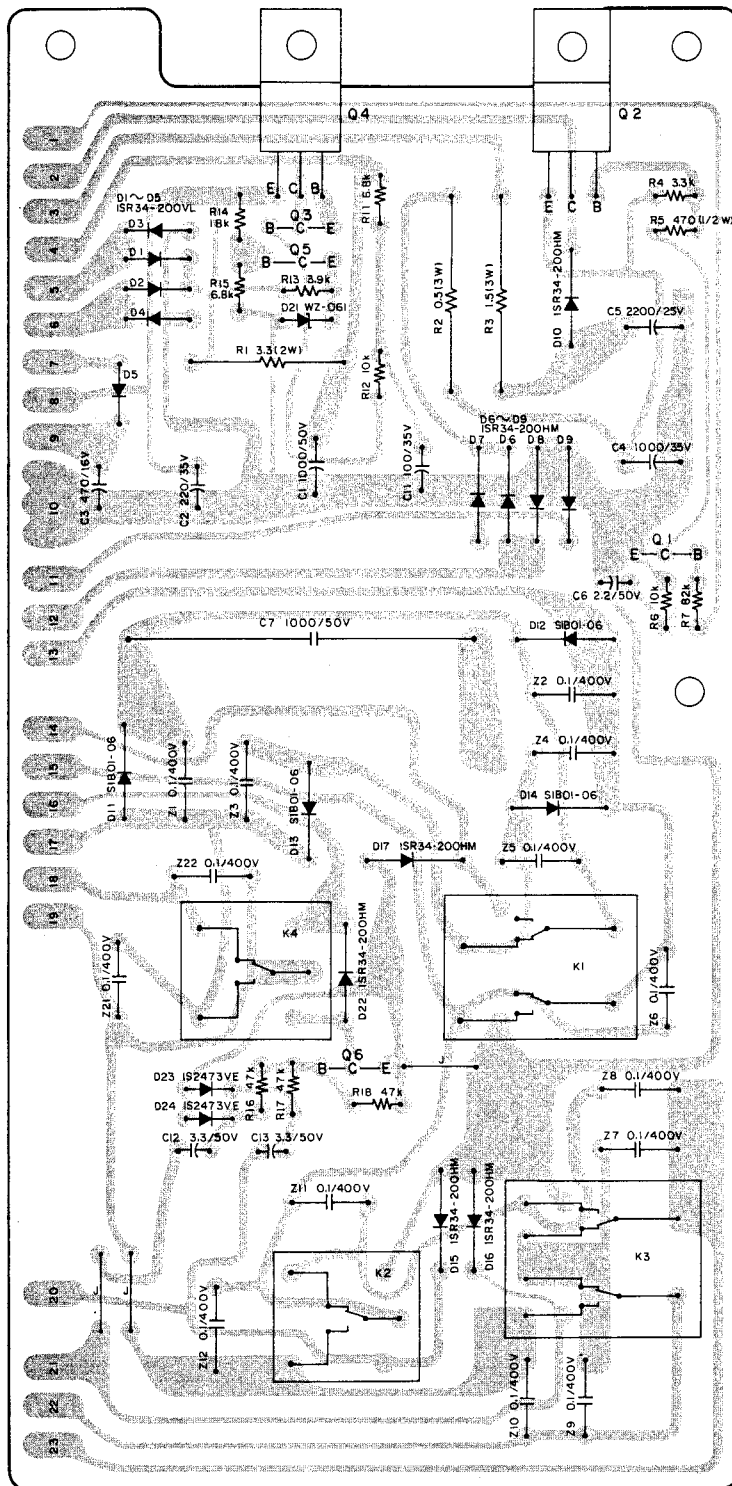 Q4
Q2
1
2
3
4
5
6
7
8
9
10
11
12
13
14
15
16
17
18
19
20
21
22
23
E C B
E C B
R4 3.3k
R5 470 (1/2W)
D1~D5
1SR34-200VL
D3
D1
D2
D4
D5
R14
18k
R15
6.8k
Q3
B-C-E
Q5
B-C-E
R13 3.9k
D21 WZ-061
R1 3.3(2W)
R11 6.8k
R12 10k
R2 0.5(3W)
R3 1.5(3W)
D10 1SR34-200HM
C5 2200/25V
C3 470/16V
C2 220/35V
C1 1000/50V
C11 100/35V
D6~D9
1SR34-200HM
D7 D6 D8 D9
C4 1000/35V
Q1
E-C-B
C6 2.2/50V
R6 10k
R7 82k
C7 1000/50V
D12 S1B01-06
Z2 0.1/400V
Z4 0.1/400V
D11 S1B01-06
Z1 0.1/400V
Z3 0.1/400V
D13 S1B01-06
D14 S1B01-06
D17 1SR34-200HM
Z5 0.1/400V
Z22 0.1/400V
K4
K1
Z21 0.1/400V
D22 1SR34-200HM
Z6 0.1/400V
Q6
B-C-E
J
D23 1S2473VE
D24 1S2473VE
R16 47k
R17 47k
R18 47k
Z8 0.1/400V
C12 3.3/50V
C13 3.3/50V
Z7 0.1/400V
Z11 0.1/400V
D15 1SR34-200HM
D16 1SR34-200HM
K3
K2
J
J
Z12 0.1/400V
Z10 0.1/400V
Z9 0.1/400V